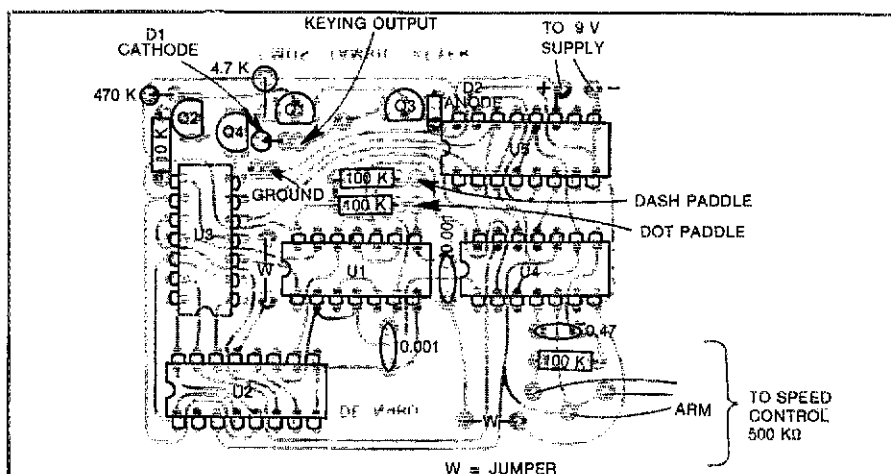 KEYING OUTPUT
D1
CATHODE
TO 9 V
SUPPLY
4.7 K
470 K
D2
ANODE
+
-
Q2
Q4
Q3
10 K
U5
100 K
100 K
GROUND
DASH PADDLE
DOT PADDLE
U3
W
U1
0.001
U4
0.001
0.47
100 K
U2
ARM
TO SPEED
CONTROL
500 KΩ
W
W = JUMPER